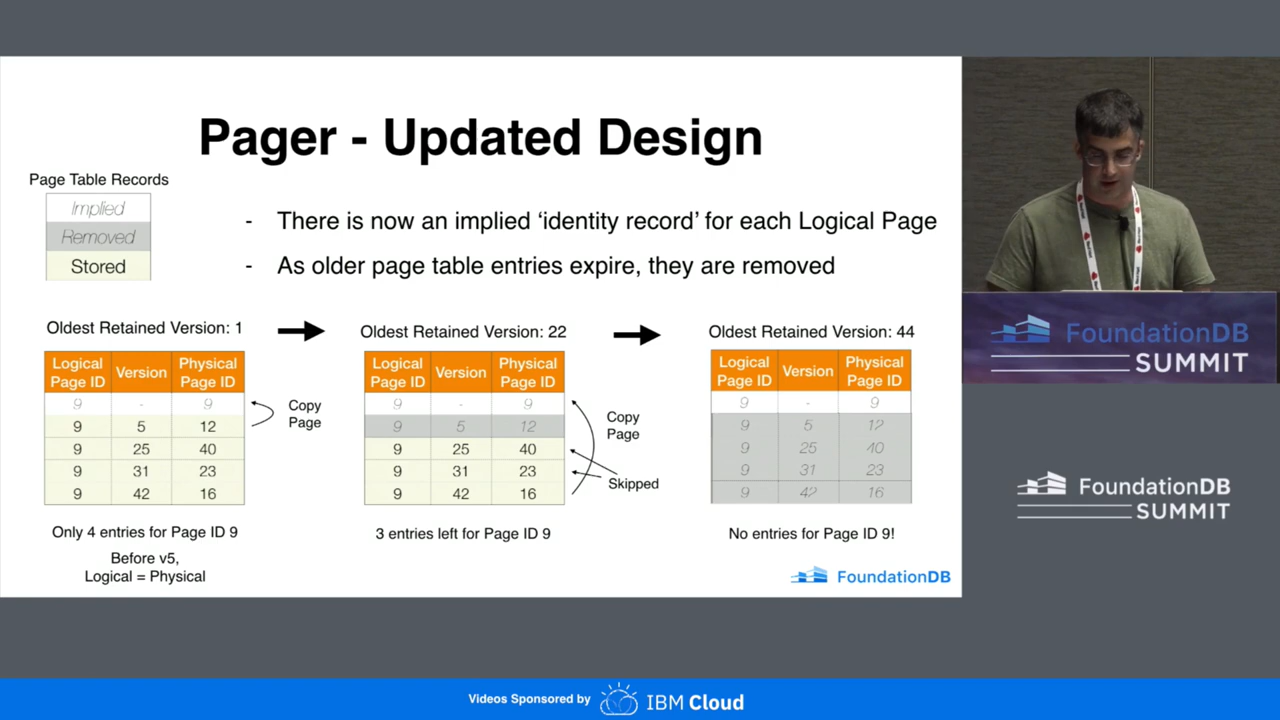 Pager - Updated Design
Page Table Records
Implied
Removed
Stored
- There is now an implied ‘identity record’ for each Logical Page
- As older page table entries expire, they are removed
Oldest Retained Version: 1
Logical Page ID Version Physical Page ID
9 - 9
9 5 12
9 25 40
9 31 23
9 42 16
Copy
Page
Only 4 entries for Page ID 9
Before v5,
Logical = Physical
Oldest Retained Version: 22
Logical Page ID Version Physical Page ID
9 - 9
9 5 12
9 25 40
9 31 23
9 42 16
Copy
Page
Skipped
3 entries left for Page ID 9
Oldest Retained Version: 44
Logical Page ID Version Physical Page ID
9 - 9
9 5 12
9 25 40
9 31 23
9 42 16
No entries for Page ID 9!
FoundationDB
FoundationDB
SUMMIT
FoundationDB
SUMMIT
Videos Sponsored by IBM Cloud